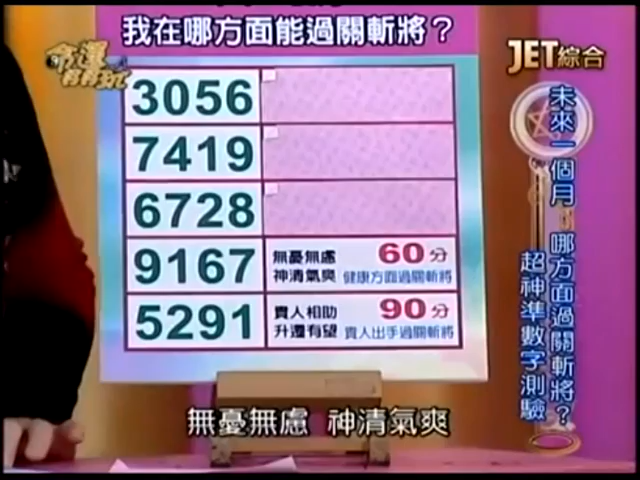 我在哪方面能過關斬將？
命運好好玩
JET綜合
3056
7419
6728
9167
無憂無慮 60分
神清氣爽 健康方面過關斬將
5291
貴人相助 90分
升遷有望 貴人出手過關斬將
未來一個月 哪方面過關斬將？
超神準數字測驗
無憂無慮 神清氣爽